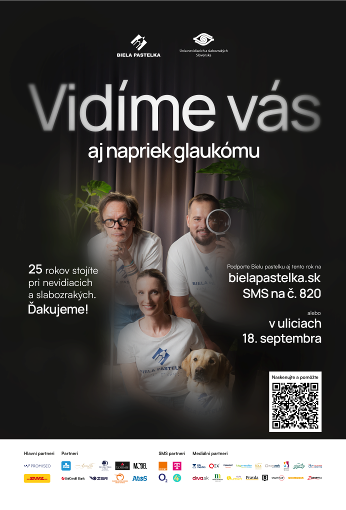 BIELA PASTELKA
Únia nevidiacich a slabozrakých
Slovenska
Vidíme vás
aj napriek glaukómu
25 rokov stojíte
pri nevidiacich
a slabozrakých.
Ďakujeme!
Podporte Bielu pastelku aj tento rok na
bielapastelka.sk
SMS na č. 820
alebo
v uliciach
18. septembra
BIELA PASTELKA
Naskenujte a pomôžte
Hlavní partneri
Partneri
SMS partneri
Mediálni partneri
O2